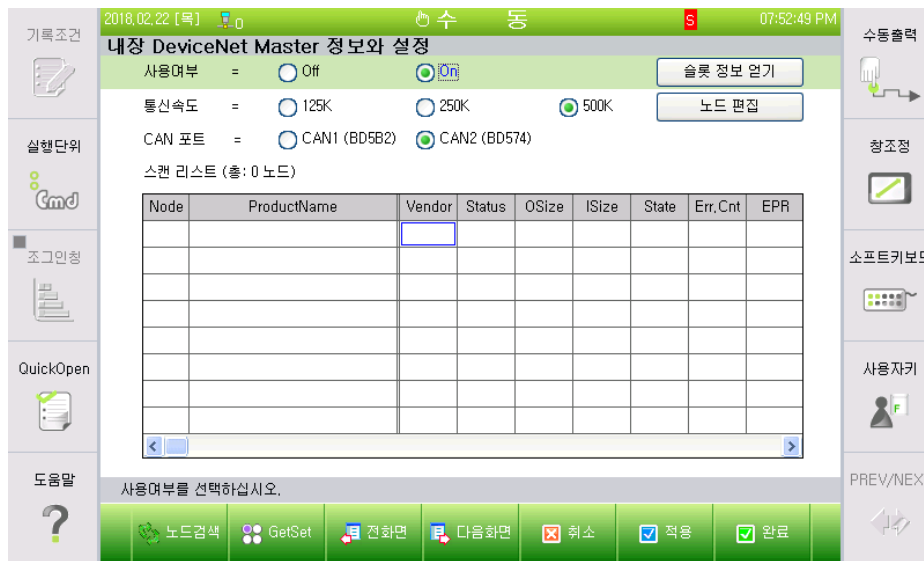 2018,02,22 [목] 0 수 동 S 07:52:49 PM
내장 DeviceNet Master 정보와 설정
사용여부 = Off On 슬롯 정보 얻기
통신속도 = 125K 250K 500K 노드 편집
CAN 포트 = CAN1 (BD5B2) CAN2 (BD574)
스캔 리스트 (총: 0 노드)
Node ProductName Vendor Status OSize ISize State Err,Cnt EPR
사용여부를 선택하십시오,
노드검색 GetSet 전화면 다음화면 취소 적용 완료
기록조건
실행단위
Cmd
조그인칭
QuickOpen
도움말
?
수동출력
창조정
소프트키보드
사용자키
F
PREV/NEX